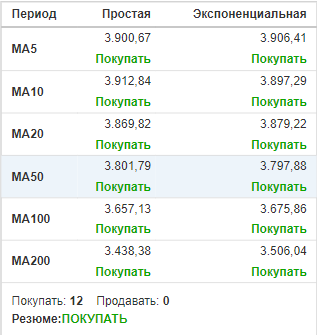 Период Простая Экспоненциальная
MA5 3.900,67 3.906,41
Покупать Покупать
MA10 3.912,84 3.897,29
Покупать Покупать
MA20 3.869,82 3.879,22
Покупать Покупать
MA50 3.801,79 3.797,88
Покупать Покупать
MA100 3.657,13 3.675,86
Покупать Покупать
MA200 3.438,38 3.506,04
Покупать Покупать
Покупать: 12 Продавать: 0
Резюме:ПОКУПАТЬ